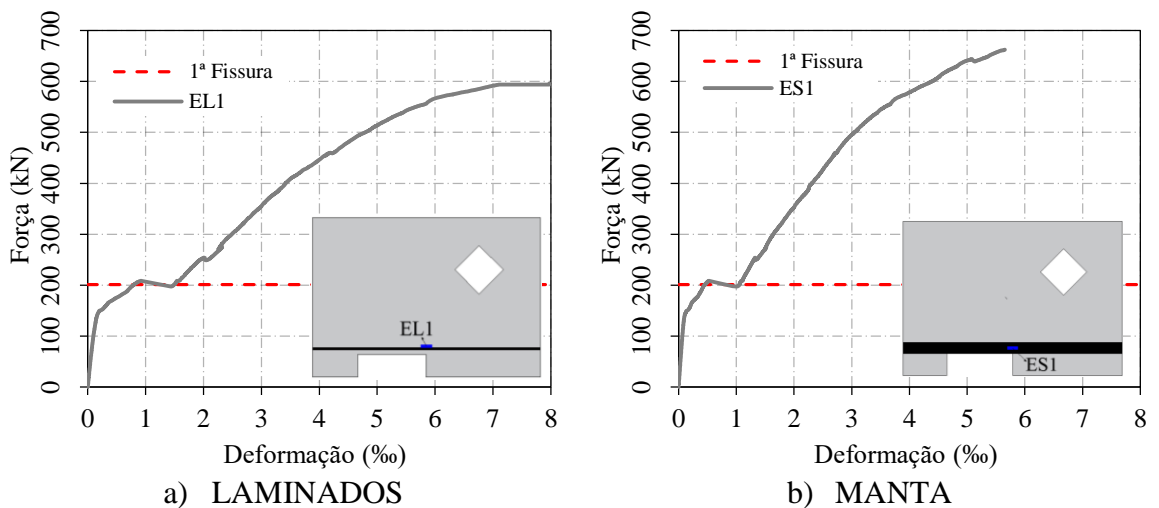 700
600
500
400
300
200
100
0
Força (kN)
1ª Fissura
EL1
EL1
0 1 2 3 4 5 6 7 8
Deformação (‰)
a) LAMINADOS
700
600
500
400
300
200
100
0
Força (kN)
1ª Fissura
ES1
ES1
0 1 2 3 4 5 6 7 8
Deformação (‰)
b) MANTA